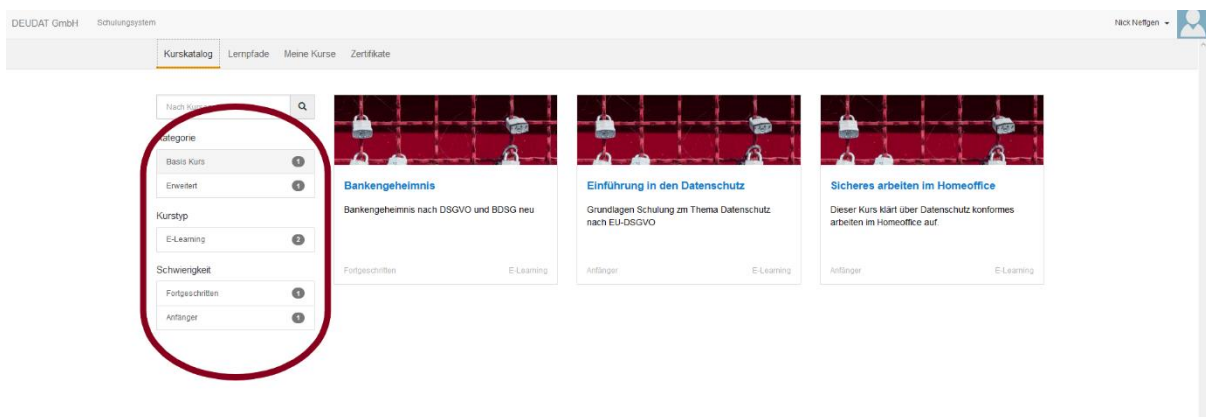 DEUDAT GmbH Schulungsystem
Nick Neffgen
Kurskatalog Lernpfade Meine Kurse Zertifikate
Nach
Kategorie
Basis Kurs 1
Erweitert 1
Kurstyp
E-Learning 2
Schwierigkeit
Fortgeschritten 1
Anfänger 1
Bankengeheimnis
Bankengeheimnis nach DSGVO und BDSG neu
Fortgeschritten E-Learning
Einführung in den Datenschutz
Grundlagen Schulung zm Thema Datenschutz
nach EU-DSGVO
Anfänger E-Learning
Sicheres arbeiten im Homeoffice
Dieser Kurs klärt über Datenschutz konformes
arbeiten im Homeoffice auf.
Anfänger E-Learning